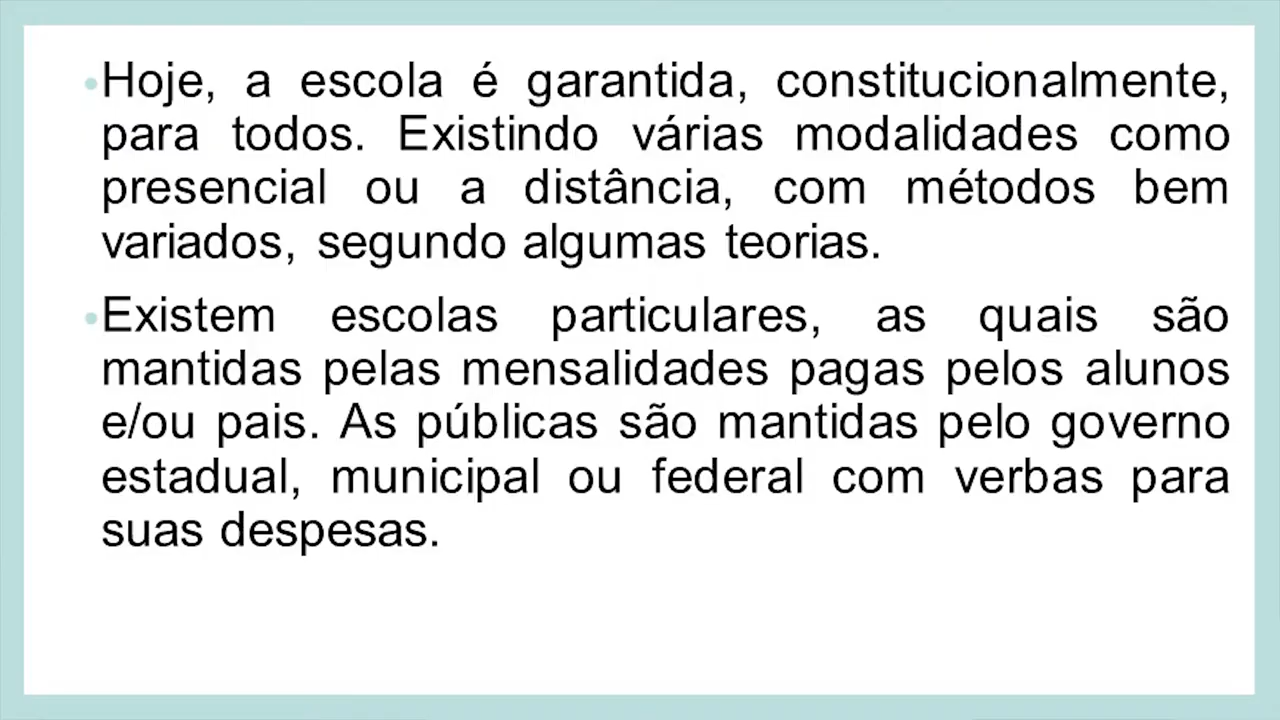 •Hoje, a escola é garantida, constitucionalmente,
para todos. Existindo várias modalidades como
presencial ou a distância, com métodos bem
variados, segundo algumas teorias.
•Existem escolas particulares, as quais são
mantidas pelas mensalidades pagas pelos alunos
e/ou pais. As públicas são mantidas pelo governo
estadual, municipal ou federal com verbas para
suas despesas.